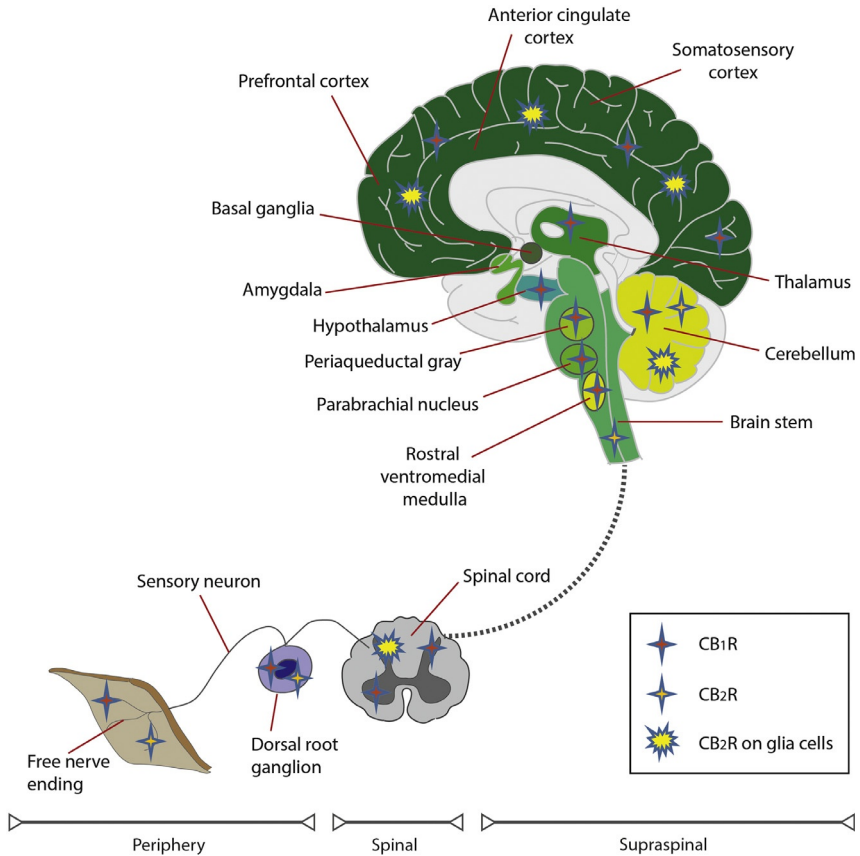 Anterior cingulate
cortex
Somatosensory
cortex
Prefrontal cortex
Basal ganglia
Amygdala
Thalamus
Hypothalamus
Periaqueductal gray
Cerebellum
Parabrachial nucleus
Brain stem
Rostral
ventromedial
medulla
Sensory neuron
Spinal cord
CB1R
CB2R
CB2R on glia cells
Free nerve
ending
Dorsal root
ganglion
Periphery
Spinal
Supraspinal